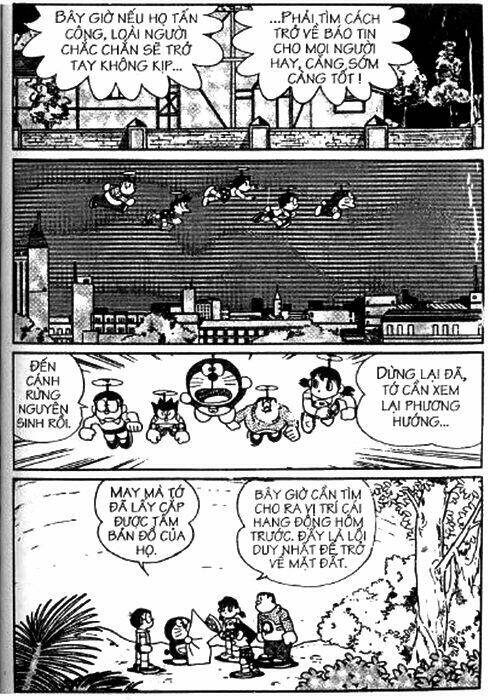 BÂY GIỜ NẾU HỌ TẤN
CÔNG, LOÀI NGƯỜI
CHẮC CHẮN SẼ TRỞ
TAY KHÔNG KỊP...
...PHẢI TÌM CÁCH
TRỞ VỀ BÁO TIN
CHO MỌI NGƯỜI
HAY, CÀNG SỚM
CÀNG TỐT!
ĐẾN
CÁNH
RỪNG
NGUYÊN
SINH RỒI.
DỪNG LẠI ĐÃ,
TỚ CẦN XEM
LẠI PHƯƠNG
HƯỚNG...
MAY MÀ TỚ
ĐÃ LẤY CẮP
ĐƯỢC TẤM
BẢN ĐỒ CỦA
HỌ.
BÂY GIỜ CẦN TÌM
CHO RA VỊ TRÍ CÁI
HANG ĐỘNG HÔM
TRƯỚC. ĐẤY LÀ LỐI
DUY NHẤT ĐỂ TRỞ
VỀ MẶT ĐẤT.